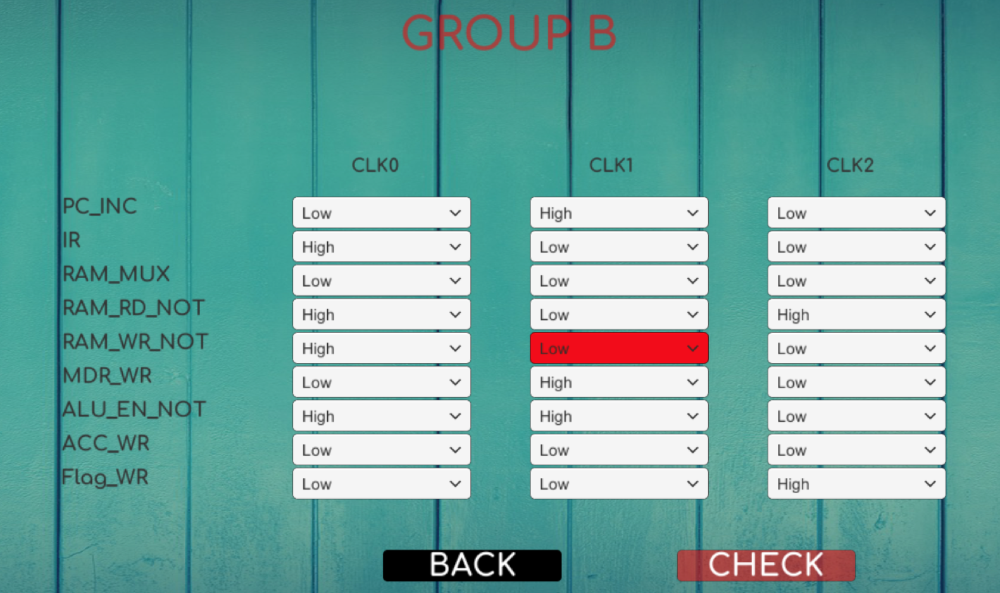 GROUP B
CLK0 CLK1 CLK2
PC_INC Low High Low
IR High Low Low
RAM_MUX Low Low Low
RAM_RD_NOT High Low High
RAM_WR_NOT High Low Low
MDR_WR Low High Low
ALU_EN_NOT High High Low
ACC_WR Low Low Low
Flag_WR Low Low High
BACK CHECK